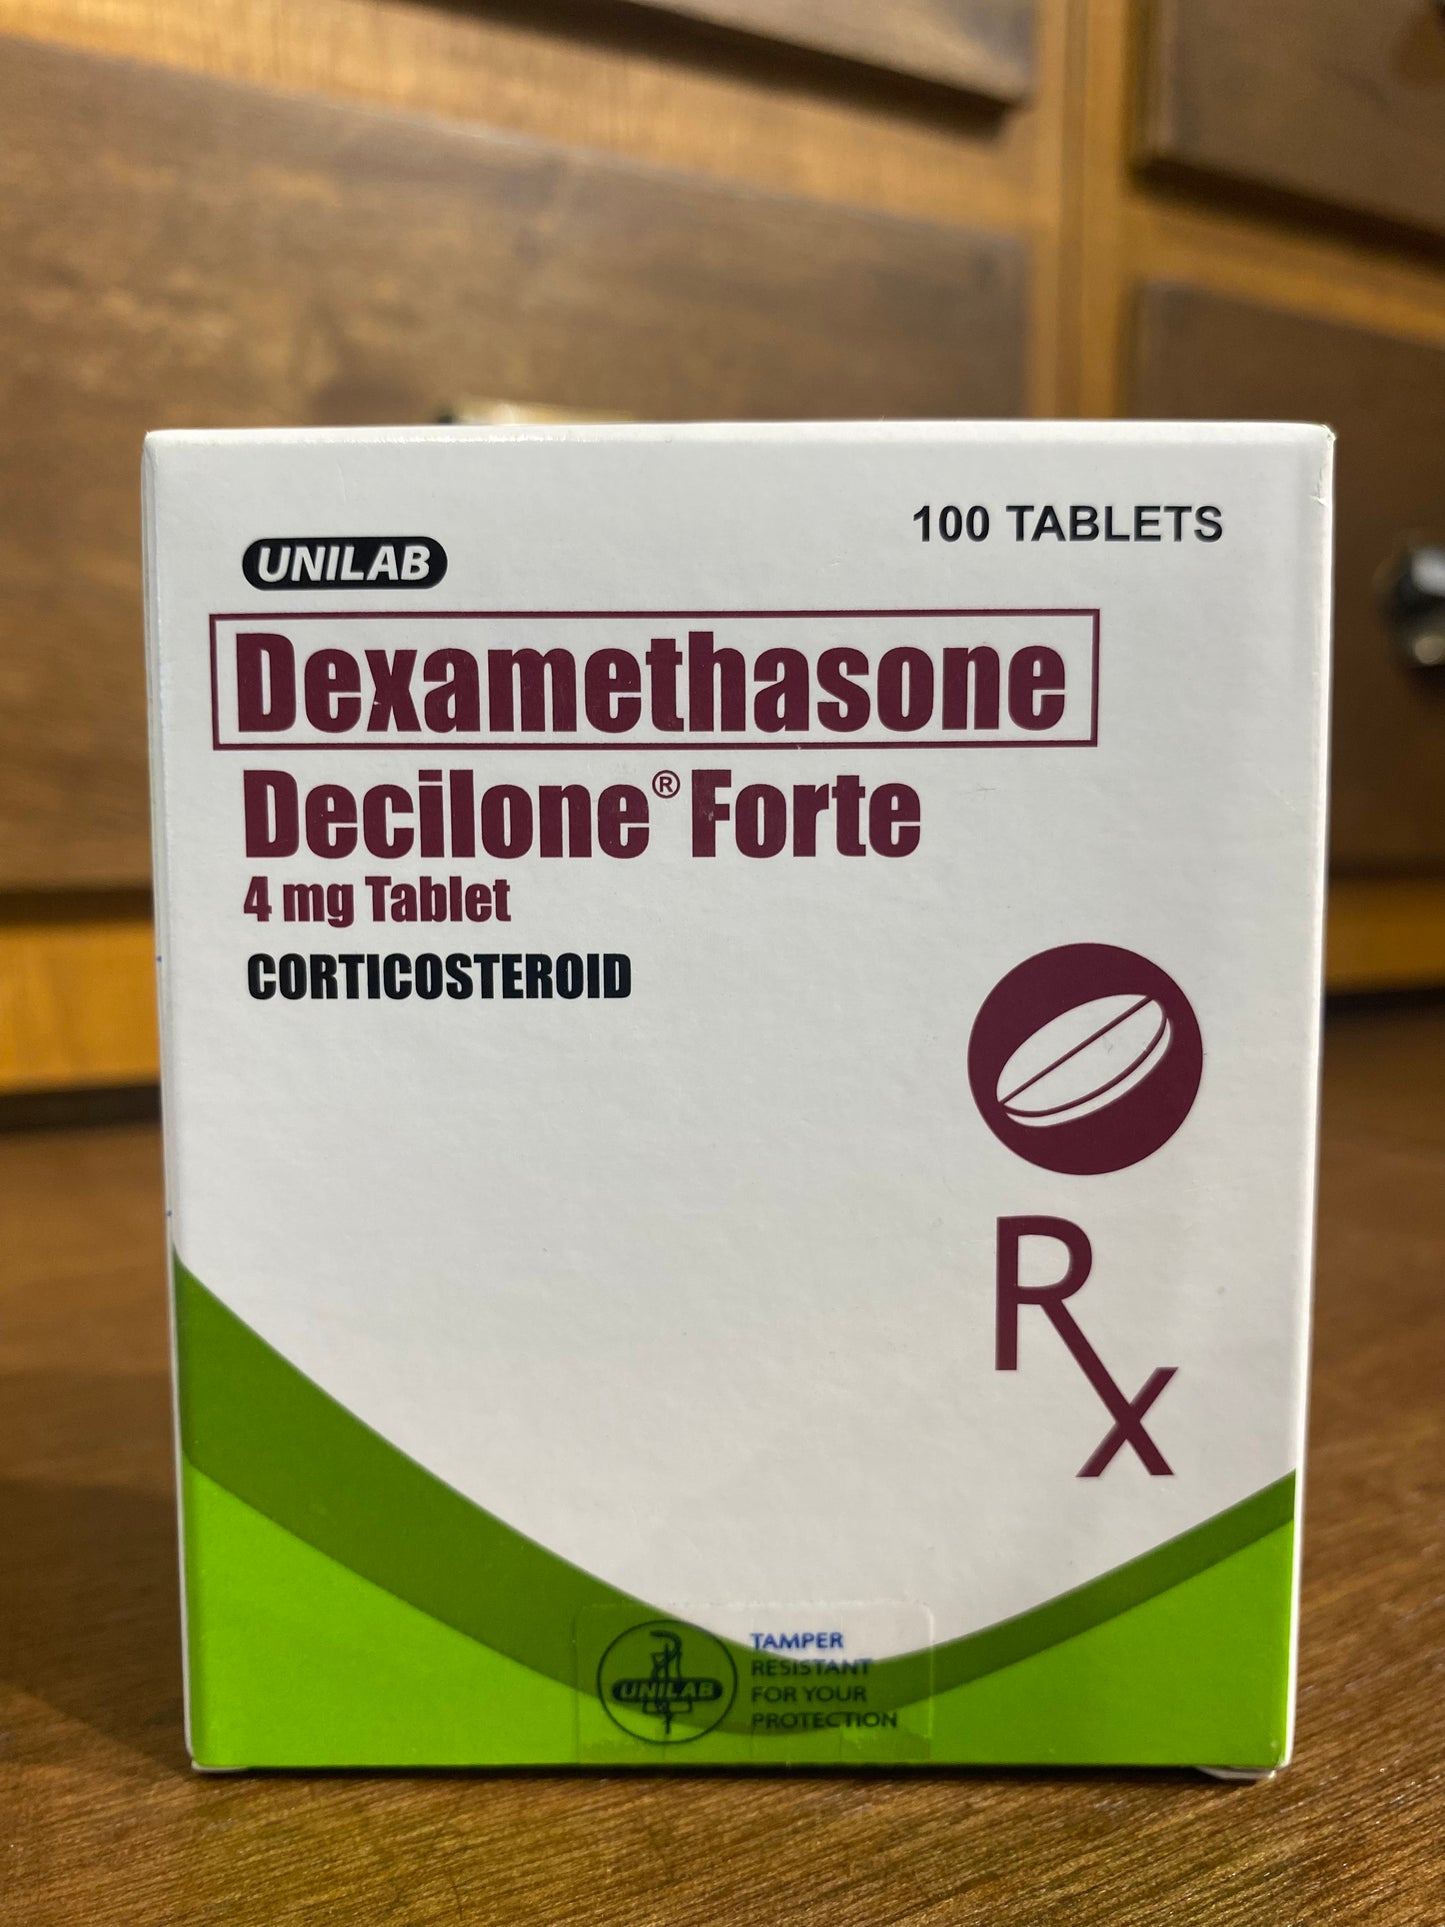 100 TABLETS
UNILAB
Dexamethasone
Decilone® Forte
4 mg Tablet
CORTICOSTEROID
Rx
UNILAB
TAMPER
RESISTANT
FOR YOUR
PROTECTION